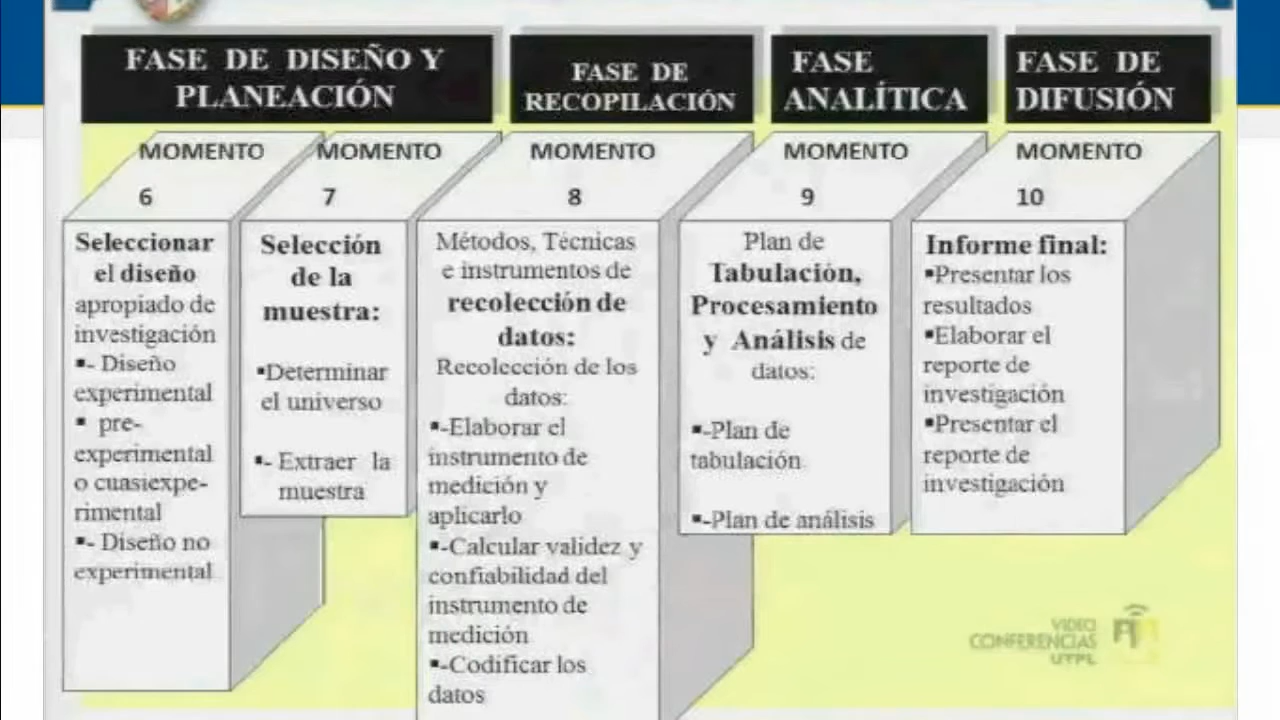 FASE DE DISEÑO Y
PLANEACIÓN
FASE DE
RECOPILACIÓN
FASE
ANALÍTICA
FASE DE
DIFUSIÓN
MOMENTO
6
Seleccionar
el diseño
apropiado de
investigación
▪- Diseño
experimental
▪ pre-
experimental
o cuasiexpe-
rimental
▪- Diseño no
experimental
MOMENTO
7
Selección
de la
muestra:
▪Determinar
el universo
▪- Extraer la
muestra
MOMENTO
8
Métodos, Técnicas
e instrumentos de
recolección de
datos:
Recolección de los
datos:
▪-Elaborar el
instrumento de
medición y
aplicarlo
▪-Calcular validez y
confiabilidad del
instrumento de
medición
▪-Codificar los
datos
MOMENTO
9
Plan de
Tabulación,
Procesamiento
y Análisis de
datos:
▪-Plan de
tabulación
▪-Plan de análisis
MOMENTO
10
Informe final:
▪Presentar los
resultados
▪Elaborar el
reporte de
investigación
▪Presentar el
reporte de
investigación
VIDEO
CONFERENCIAS
UTPL